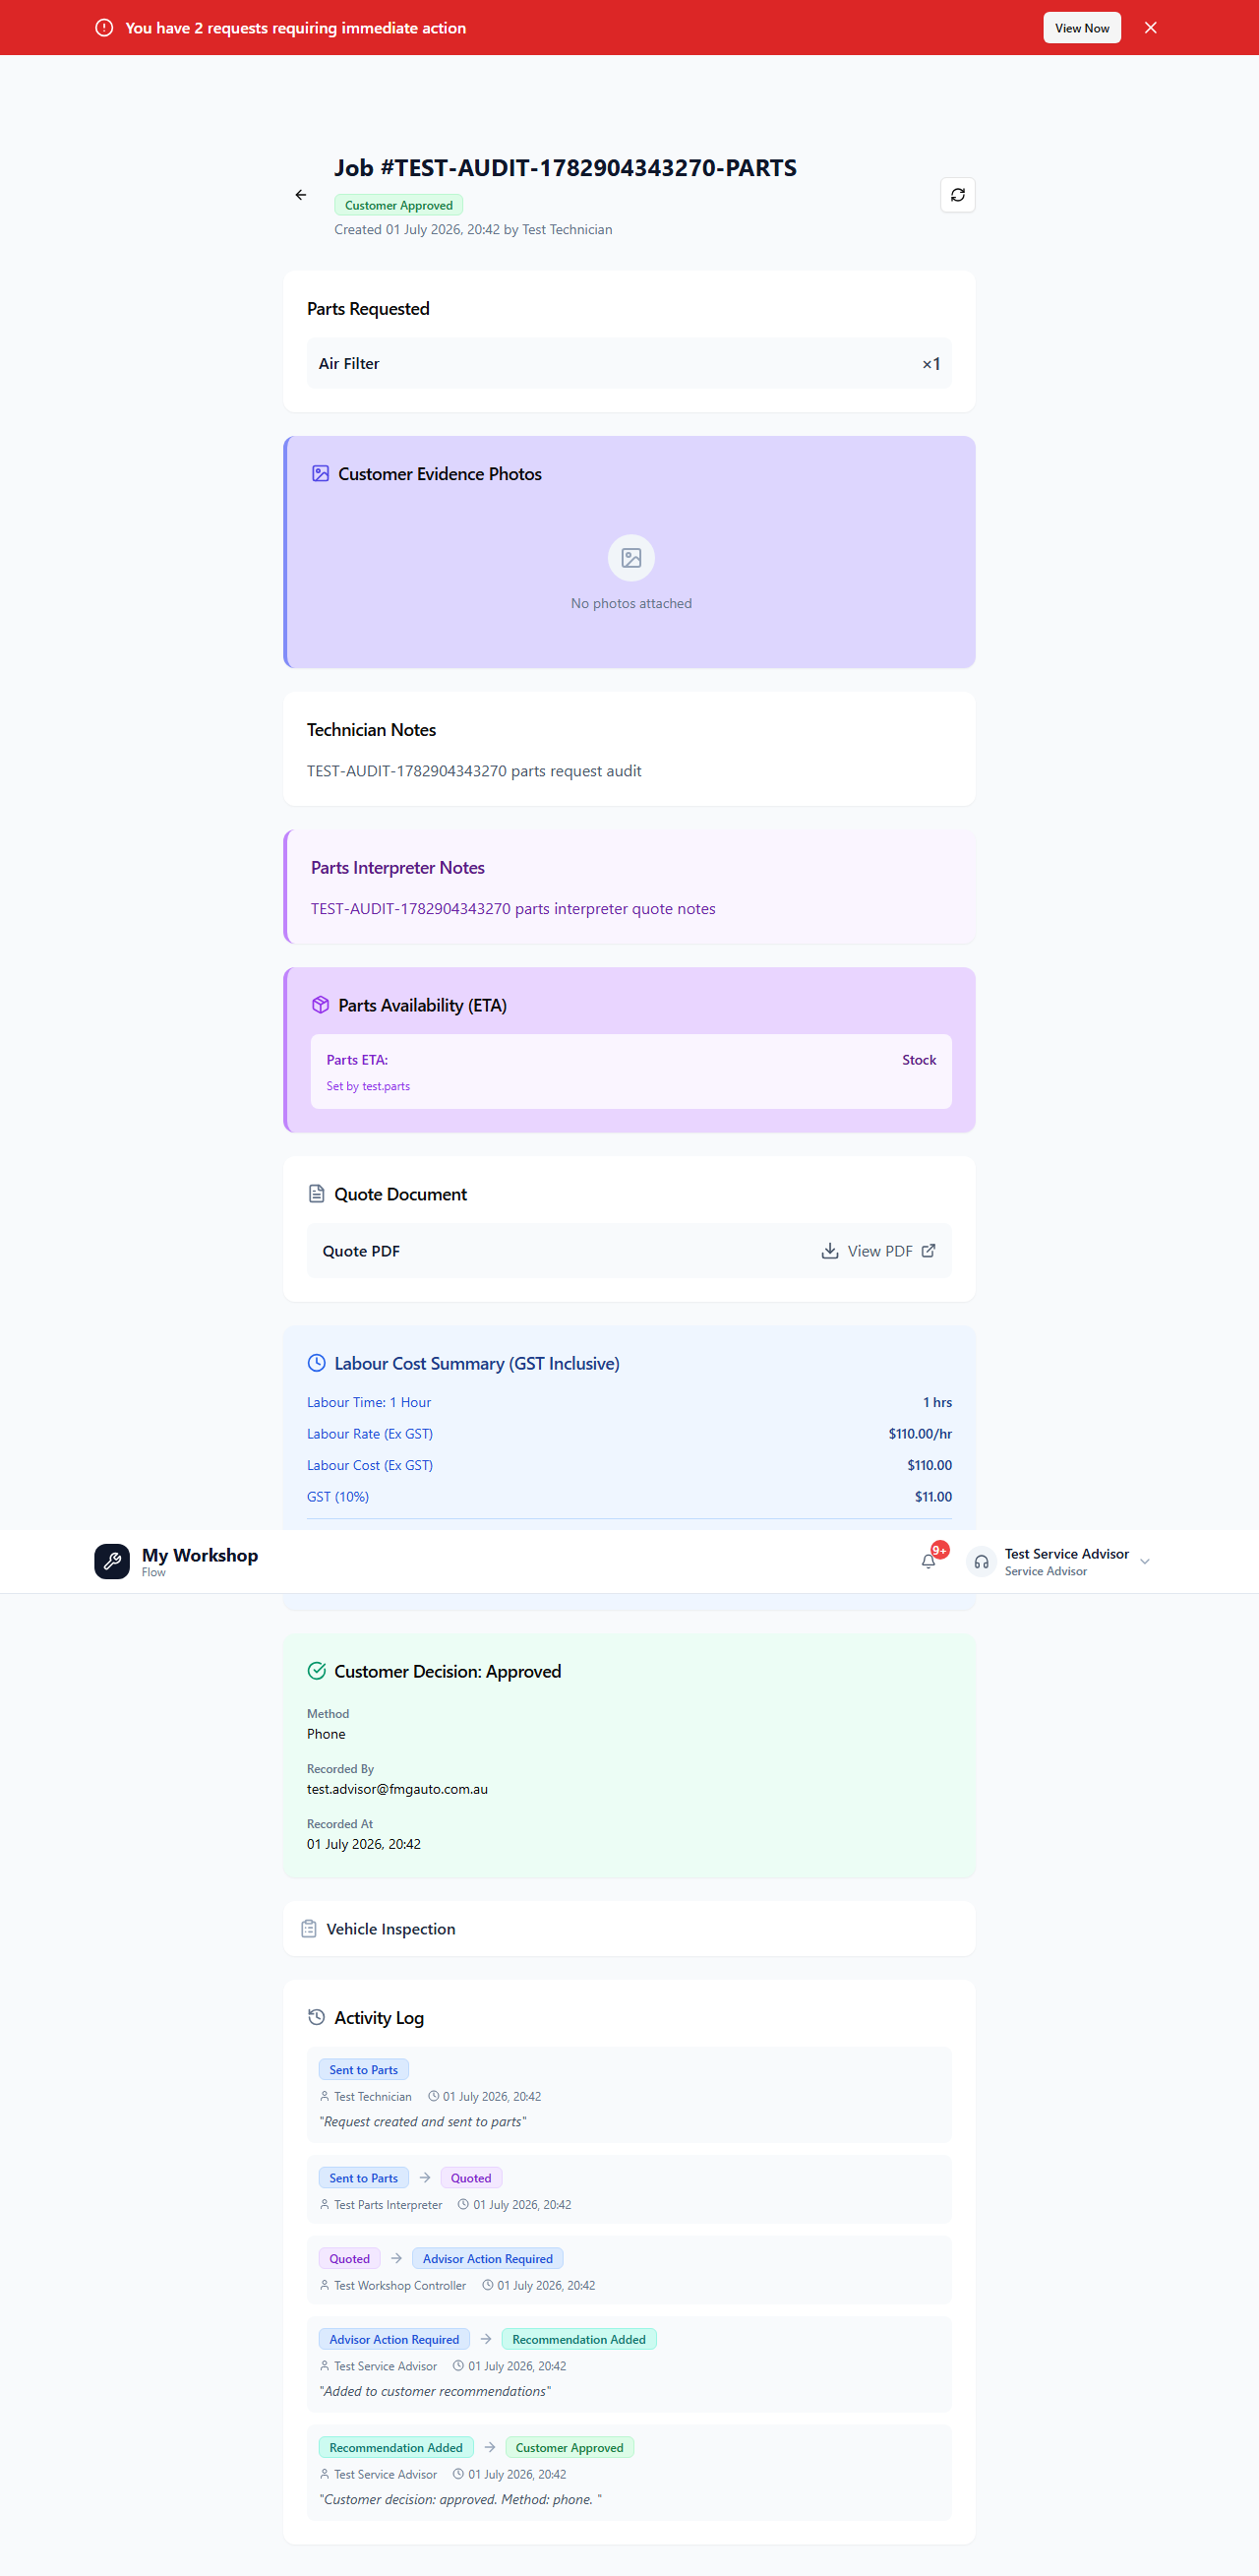 You have 2 requests requiring immediate action
View Now
Job #TEST-AUDIT-1782904343270-PARTS
Customer Approved
Created 01 July 2026, 20:42 by Test Technician
Parts Requested
Air Filter ×1
Customer Evidence Photos
No photos attached
Technician Notes
TEST-AUDIT-1782904343270 parts request audit
Parts Interpreter Notes
TEST-AUDIT-1782904343270 parts interpreter quote notes
Parts Availability (ETA)
Parts ETA: Stock
Set by test.parts
Quote Document
Quote PDF View PDF
Labour Cost Summary (GST Inclusive)
Labour Time: 1 Hour 1 hrs
Labour Rate (Ex GST) $110.00/hr
Labour Cost (Ex GST) $110.00
GST (10%) $11.00
My Workshop
Flow
9+
Test Service Advisor
Service Advisor
Customer Decision: Approved
Method
Phone
Recorded By
test.advisor@fmgauto.com.au
Recorded At
01 July 2026, 20:42
Vehicle Inspection
Activity Log
Sent to Parts
Test Technician 01 July 2026, 20:42
"Request created and sent to parts"
Sent to Parts → Quoted
Test Parts Interpreter 01 July 2026, 20:42
Quoted → Advisor Action Required
Test Workshop Controller 01 July 2026, 20:42
Advisor Action Required → Recommendation Added
Test Service Advisor 01 July 2026, 20:42
"Added to customer recommendations"
Recommendation Added → Customer Approved
Test Service Advisor 01 July 2026, 20:42
"Customer decision: approved. Method: phone. "